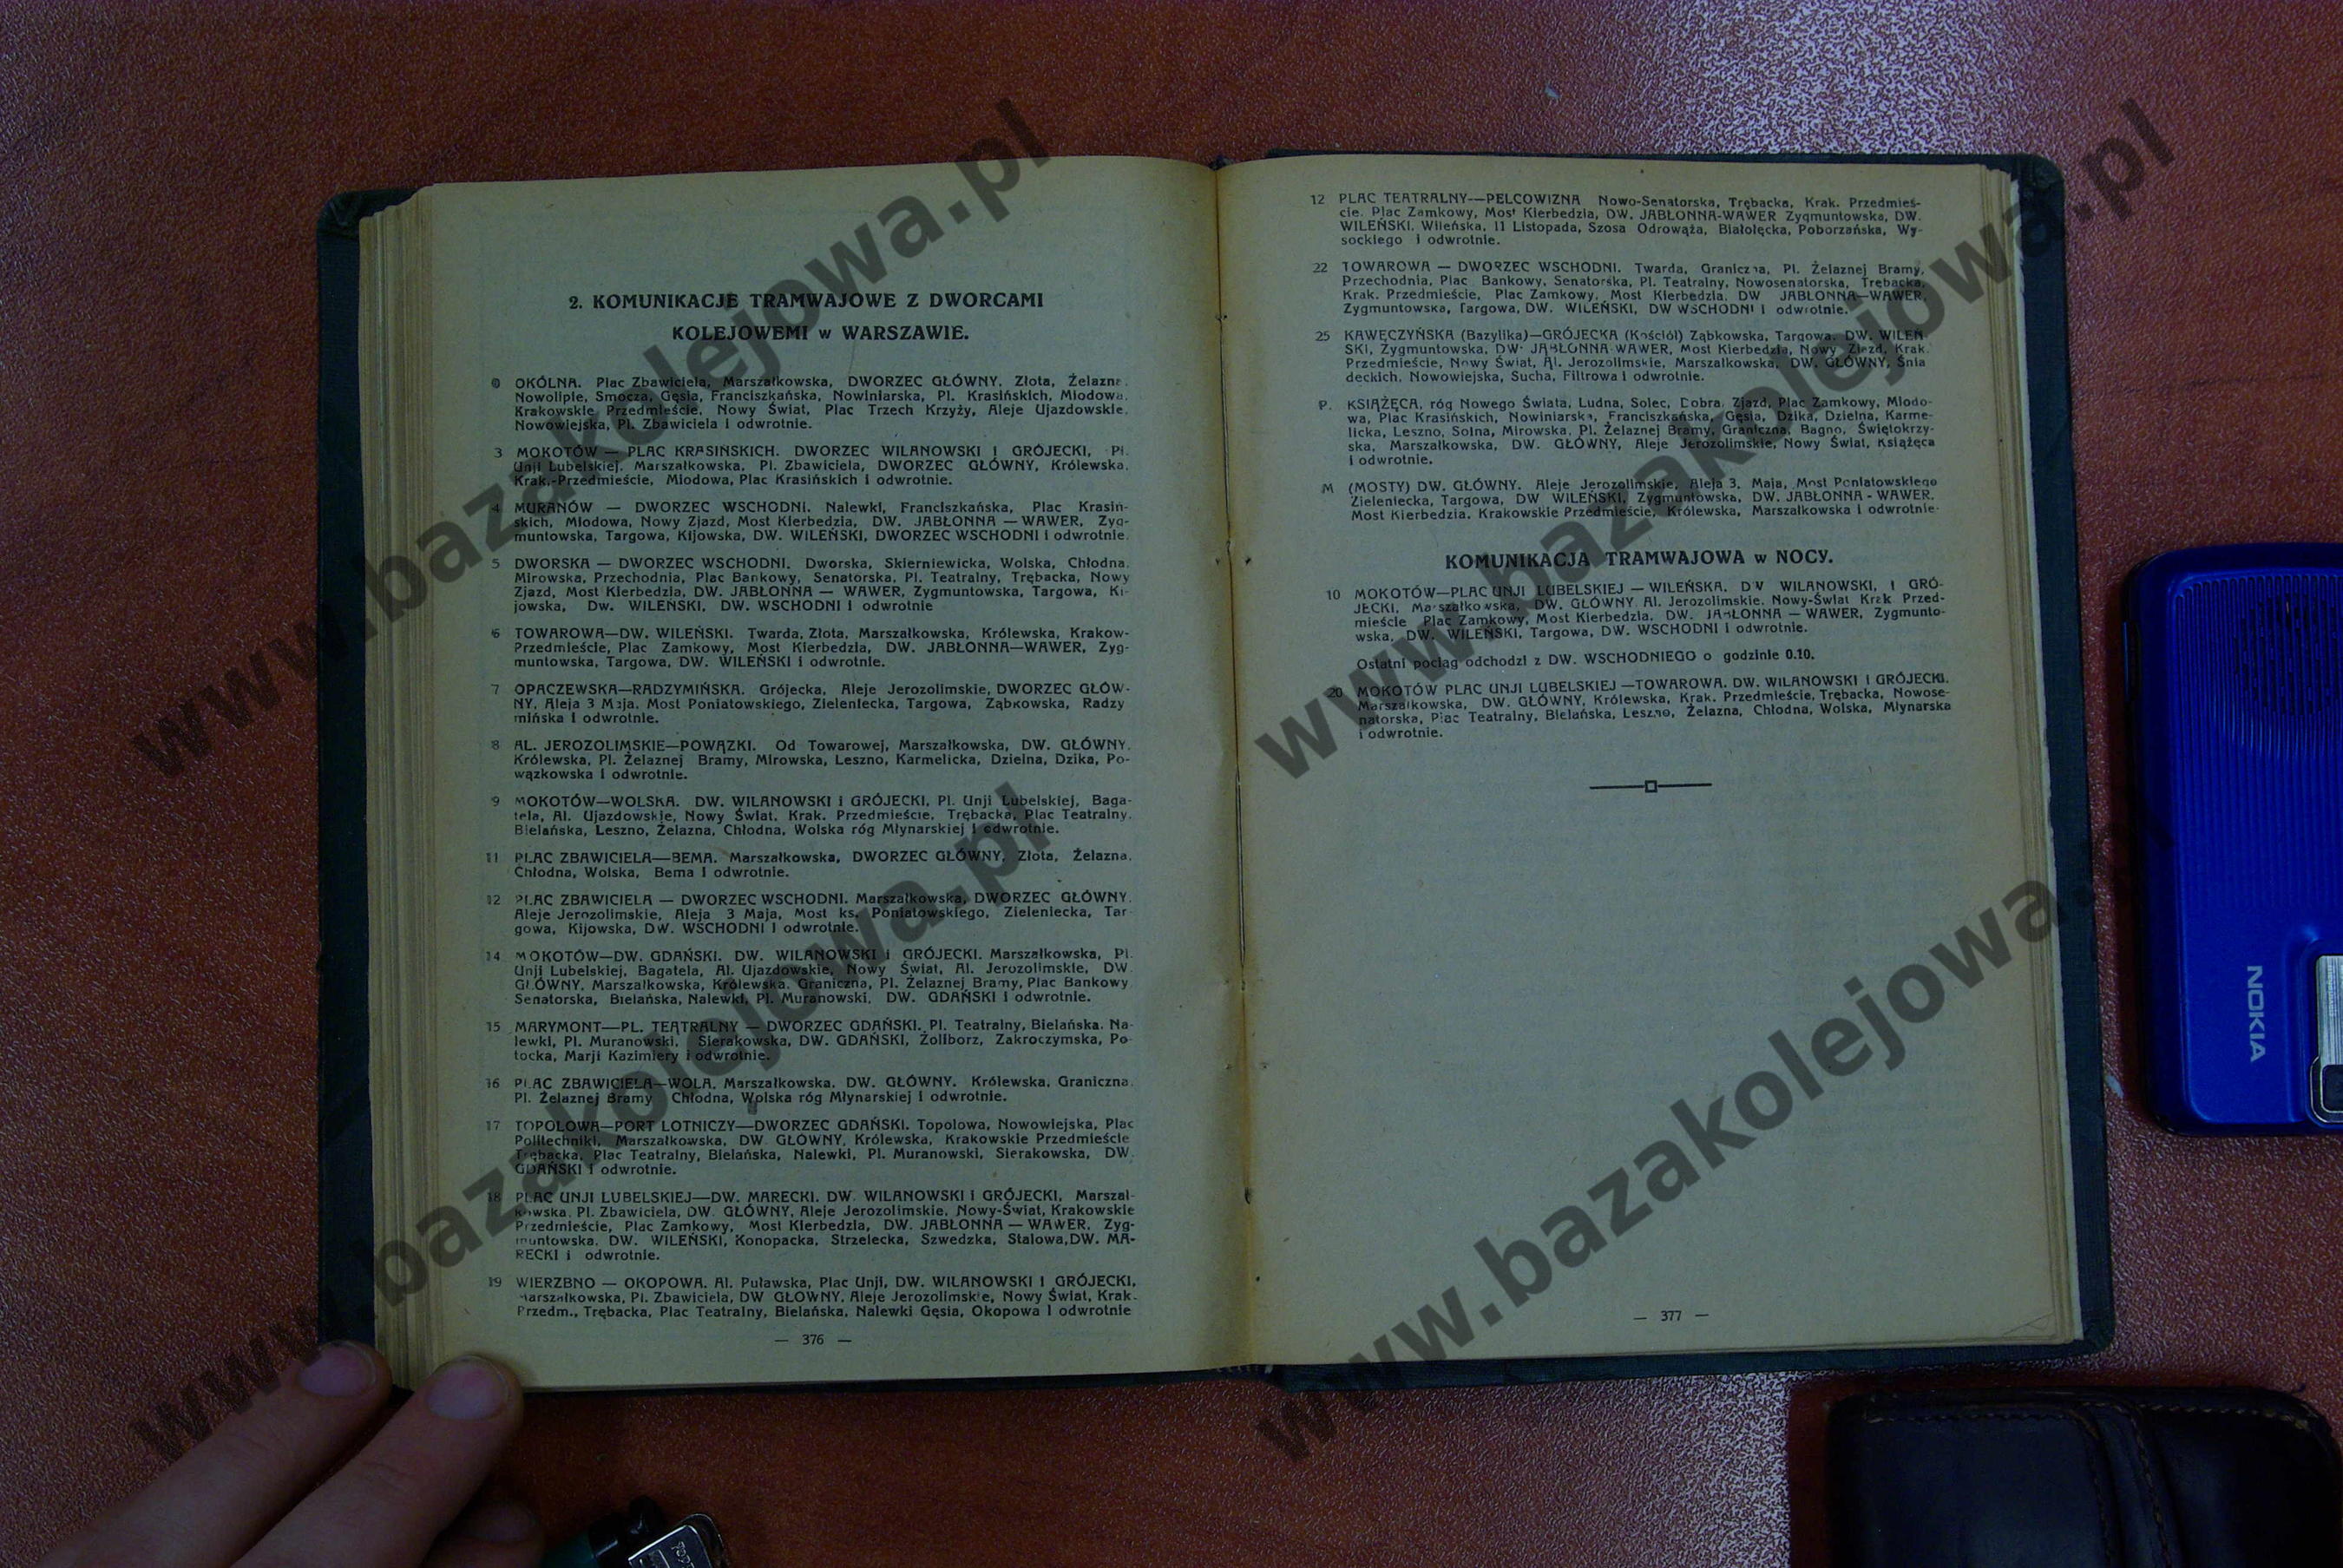 2. KOMUNIKACJE TRAMWAJOWE Z DWORCAMI
KOLEJOWEMI w WARSZAWIE.
0 OKÓLNA. Plac Zbawiciela, Marszałkowska, DWORZEC GŁÓWNY, Złota, Żelazna.
Nowolipie, Smocza, Gęsia, Franciszkańska, Nowiniarska, Pl. Krasińskich, Miodowa.
Krakowskie Przedmieście, Nowy Świat, Plac Trzech Krzyży, Aleje Ujazdowskie.
Nowowiejska, Pl. Zbawiciela i odwrotnie.
3 MOKOTÓW — PLAC KRASIŃSKICH. DWORZEC WILANOWSKI I GRÓJECKI, Pl.
Unji Lubelskiej. Marszałkowska, Pl. Zbawiciela, DWORZEC GŁÓWNY, Królewska,
Krak.-Przedmieście, Miodowa, Plac Krasińskich i odwrotnie.
4 MURANÓW — DWORZEC WSCHODNI. Nalewki, Franciszkańska, Plac Krasiń-
skich, Miodowa, Nowy Zjazd, Most Kierbedzia, DW. JABŁONNA — WAWER, Zyg-
muntowska, Targowa, Kijowska, DW. WILEŃSKI, DWORZEC WSCHODNI i odwrotnie.
5 DWORSKA — DWORZEC WSCHODNI. Dworska, Skierniewicka, Wolska, Chłodna.
Mirowska, Przechodnia, Plac Bankowy, Senatorska, Pl. Teatralny, Trębacka, Nowy
Zjazd, Most Kierbedzia, DW. JABŁONNA — WAWER, Zygmuntowska, Targowa, Ki-
jowska, Dw. WILEŃSKI, DW. WSCHODNI i odwrotnie
6 TOWAROWA—DW. WILEŃSKI. Twarda, Złota, Marszałkowska, Królewska, Krakow-
Przedmieście, Plac Zamkowy, Most Kierbedzia, DW. JABŁONNA—WAWER, Zyg-
muntowska, Targowa, DW. WILEŃSKI i odwrotnie.
7 OPACZEWSKA—RADZYMIŃSKA. Grójecka, Aleje Jerozolimskie, DWORZEC GŁÓW-
NY, Aleja 3 Maja, Most Poniatowskiego, Zieleniecka, Targowa, Ząbkowska, Radzy
mińska i odwrotnie.
8 AL. JEROZOLIMSKIE—POWĄZKI. Od Towarowej, Marszałkowska, DW. GŁÓWNY.
Królewska, Pl. Żelaznej Bramy, Mirowska, Leszno, Karmelicka, Dzielna, Dzika, Po-
wązkowska i odwrotnie.
9 MOKOTÓW—WOLSKA. DW. WILANOWSKI i GRÓJECKI, Pl. Unji Lubelskiej, Baga-
tela, Al. Ujazdowskie, Nowy Świat, Krak. Przedmieście, Trębacka, Plac Teatralny.
Bielańska, Leszno, Żelazna, Chłodna, Wolska róg Młynarskiej i odwrotnie.
11 PLAC ZBAWICIELA—BEMA. Marszałkowska, DWORZEC GŁÓWNY, Złota, Żelazna.
Chłodna, Wolska, Bema i odwrotnie.
12 PLAC ZBAWICIELA — DWORZEC WSCHODNI. Marszałkowska, DWORZEC GŁÓWNY.
Aleje Jerozolimskie, Aleja 3 Maja, Most ks. Poniatowskiego, Zieleniecka, Tar
gowa, Kijowska, DW. WSCHODNI i odwrotnie.
14 MOKOTÓW—DW. GDAŃSKI. DW. WILANOWSKI i GRÓJECKI. Marszałkowska, Pl.
Unji Lubelskiej, Bagatela, Al. Ujazdowskie, Nowy Świat, Al. Jerozolimskie, DW.
GŁÓWNY, Marszałkowska, Królewska, Graniczna, Pl. Żelaznej Bramy, Plac Bankowy
Senatorska, Bielańska, Nalewki, Pl. Muranowski, DW. GDAŃSKI i odwrotnie.
15 MARYMONT—PL. TEATRALNY — DWORZEC GDAŃSKI. Pl. Teatralny, Bielańska, Na-
lewki, Pl. Muranowski, Sierakowska, DW. GDAŃSKI, Żoliborz, Zakroczymska, Po
tocka, Marji Kazimiery i odwrotnie.
16 PLAC ZBAWICIELA—WOLA. Marszałkowska, DW. GŁÓWNY. Królewska, Graniczna.
Pl. Żelaznej Bramy Chłodna, Wolska róg Młynarskiej i odwrotnie.
17 TOPOLOWA—PORT LOTNICZY—DWORZEC GDAŃSKI. Topolowa, Nowowiejska, Plac
Politechniki, Marszałkowska, DW. GŁÓWNY, Królewska, Krakowskie Przedmieście
Trębacka, Plac Teatralny, Bielańska, Nalewki, Pl. Muranowski, Sierakowska, DW.
GDAŃSKI i odwrotnie.
18 PLAC UNJI LUBELSKIEJ—DW. MARECKI. DW. WILANOWSKI i GRÓJECKI, Marszał-
kowska, Pl. Zbawiciela, DW. GŁÓWNY, Aleje Jerozolimskie, Nowy-Świat, Krakowskie
Przedmieście, Plac Zamkowy, Most Kierbedzia, DW. JABŁONNA — WAWER, Zyg-
muntowska, DW. WILEŃSKI, Konopacka, Strzelecka, Szwedzka, Stalowa,DW. MA-
RECKI i odwrotnie.
19 WIERZBNO — OKOPOWA. Al. Puławska, Plac Unji, DW. WILANOWSKI I GRÓJECKI,
Marszałkowska, Pl. Zbawiciela, DW GŁÓWNY, Aleje Jerozolimskie, Nowy Świat, Krak.
Przedm., Trębacka, Plac Teatralny, Bielańska, Nalewki Gęsia, Okopowa i odwrotnie
— 376 —
12 PLAC TEATRALNY—PELCOWIZNA Nowo-Senatorska, Trębacka, Krak. Przedmieś-
cie. Plac Zamkowy, Most Kierbedzia, DW. JABŁONNA-WAWER Zygmuntowska, DW.
WILEŃSKI. Wileńska, 11 Listopada, Szosa Odrowąża, Białołęcka, Poborzańska, Wy-
sockiego i odwrotnie.
22 TOWAROWA — DWORZEC WSCHODNI. Twarda, Graniczna, Pl. Żelaznej Bramy,
Przechodnia, Plac Bankowy, Senatorska, Pl. Teatralny, Nowosenatorska, Trębacka,
Krak. Przedmieście, Plac Zamkowy, Most Kierbedzia, DW JABŁONNA—WAWER,
Zygmuntowska, Targowa, DW. WILEŃSKI, DW WSCHODNI i odwrotnie.
25 KAWĘCZYŃSKA (Bazylika)—GRÓJECKA (Kościół) Ząbkowska, Targowa, DW. WILEŃ
SKI, Zygmuntowska, DW. JABŁONNA-WAWER, Most Kierbedzia, Nowy Zjazd, Krak.
Przedmieście, Nowy Świat, Al. Jerozolimskie, Marszałkowska, DW. GŁÓWNY, Śnia
deckich, Nowowiejska, Sucha, Filtrowa i odwrotnie.
P. KSIĄŻĘCA, róg Nowego Świata, Ludna, Solec, Dobra, Zjazd, Plac Zamkowy, Miodo-
wa, Plac Krasińskich, Nowiniarska, Franciszkańska, Gęsia, Dzika, Dzielna, Karme-
licka, Leszno, Solna, Mirowska, Pl. Żelaznej Bramy, Graniczna, Bagno, Świętokrzy-
ska, Marszałkowska, DW. GŁÓWNY, Aleje Jerozolimskie, Nowy Świat, Książęca
i odwrotnie.
M (MOSTY) DW. GŁÓWNY. Aleje Jerozolimskie, Aleja 3. Maja, Most Poniatowskiego
Zieleniecka, Targowa, DW WILEŃSKI, Zygmuntowska, DW. JABŁONNA - WAWER.
Most Kierbedzia, Krakowskie Przedmieście, Królewska, Marszałkowska i odwrotnie.
KOMUNIKACJA TRAMWAJOWA w NOCY.
10 MOKOTÓW—PLAC UNJI LUBELSKIEJ — WILEŃSKA. DW WILANOWSKI, I GRÓ-
JECKI, Marszałkowska, DW. GŁÓWNY. Al. Jerozolimskie, Nowy-Świat Krak Przed-
mieście Plac Zamkowy, Most Kierbedzia, DW. JABŁONNA — WAWER, Zygmunto-
wska, DW. WILEŃSKI, Targowa, DW. WSCHODNI i odwrotnie.
Ostatni pociąg odchodzi z DW. WSCHODNIEGO o godzinie 0.10.
20 MOKOTÓW PLAC UNJI LUBELSKIEJ —TOWAROWA. DW. WILANOWSKI I GRÓJECKI.
Marszałkowska, DW. GŁÓWNY, Królewska, Krak. Przedmieście, Trębacka, Nowose-
natorska, Plac Teatralny, Bielańska, Leszno, Żelazna, Chłodna, Wolska, Młynarska
i odwrotnie.
— 377 —
NOKIA
www.bazakolejowa.pl
www.bazakolejowa.pl
www.bazakolejowa.pl
www.bazakolejowa.